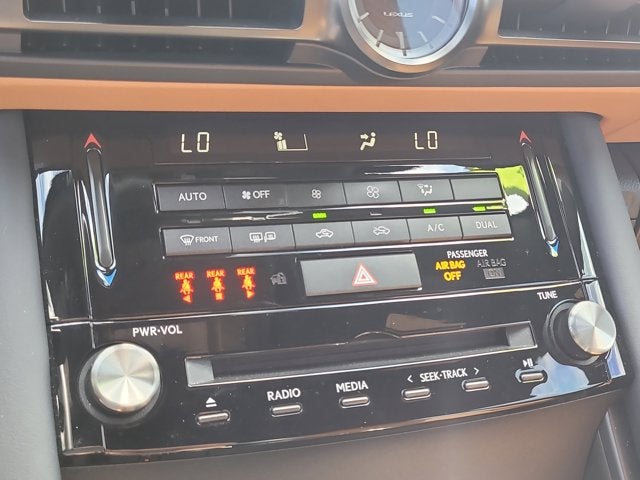 LEXUS
LO LO
AUTO OFF
FRONT A/C DUAL
PASSENGER
REAR REAR REAR AIR BAG AIR BAG
OFF ON
PWR·VOL TUNE
RADIO MEDIA < SEEK·TRACK >